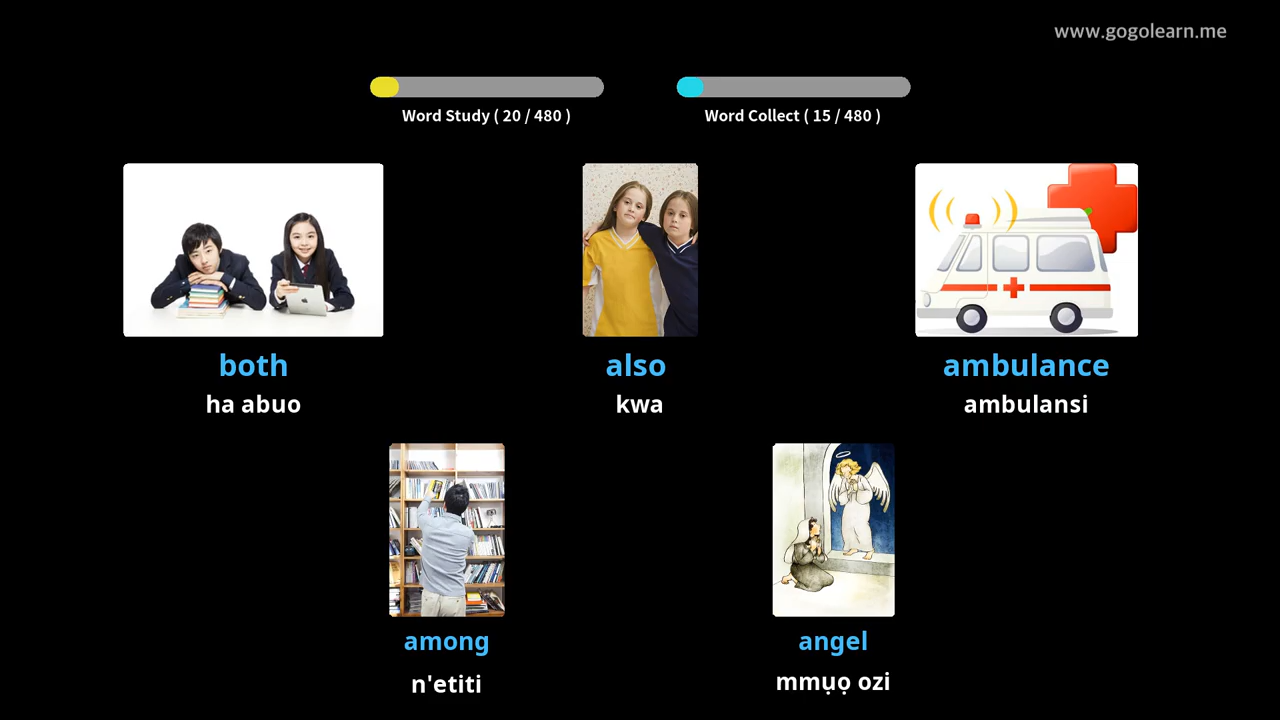 www.gogolearn.me
Word Study ( 20 / 480 )
Word Collect ( 15 / 480 )
both
ha abuo
also
kwa
ambulance
ambulansi
among
n'etiti
angel
mmụọ ozi